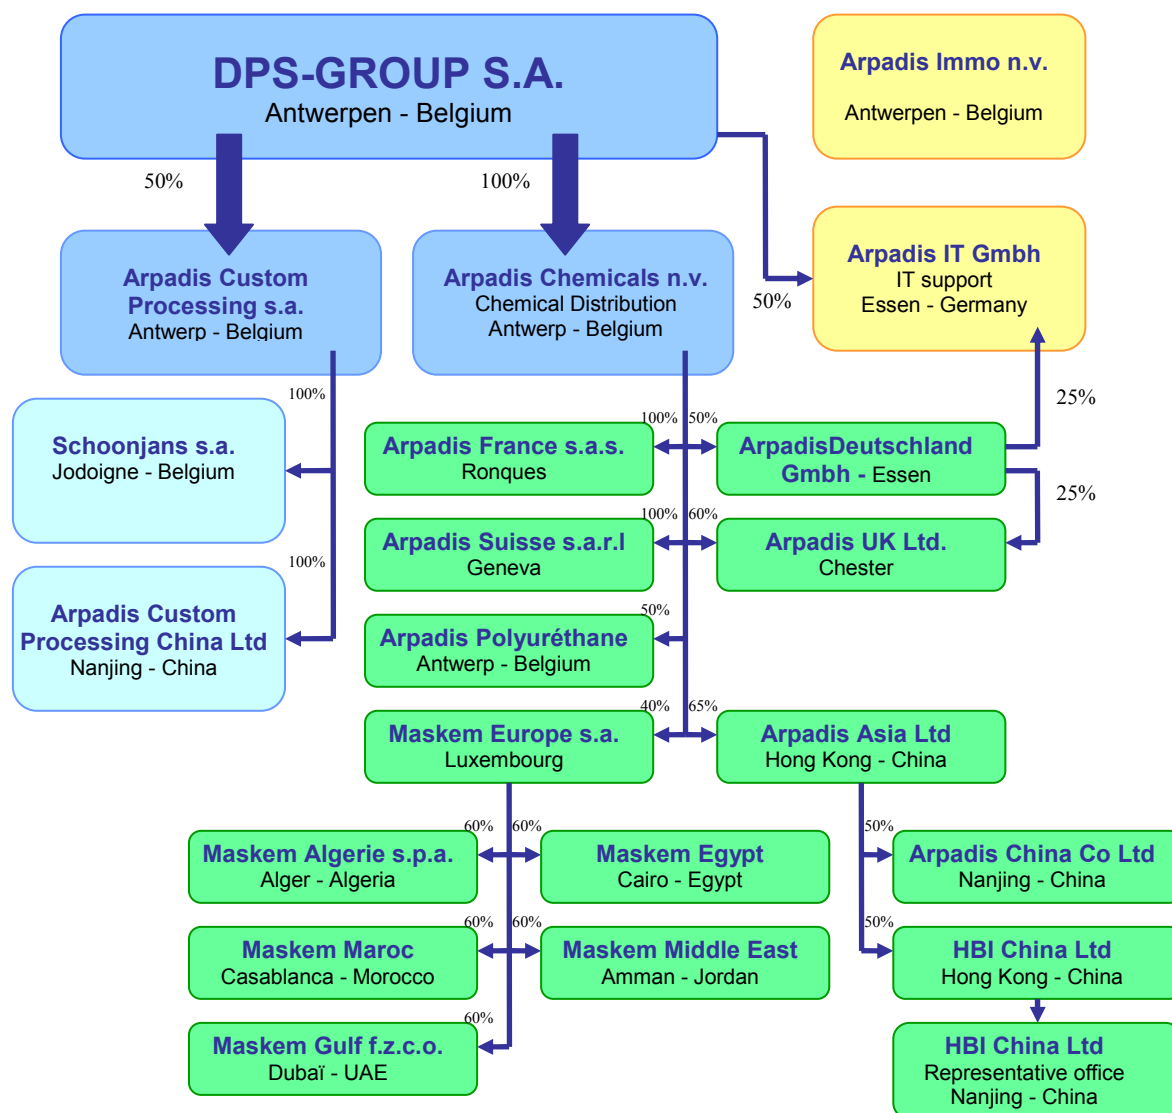 DPS-GROUP S.A.
Antwerpen - Belgium
Arpadis Immo n.v.
Antwerpen - Belgium
50%
100%
50%
Arpadis Custom
Processing s.a.
Antwerp - Belgium
Arpadis Chemicals n.v.
Chemical Distribution
Antwerp - Belgium
Arpadis IT Gmbh
IT support
Essen - Germany
100%
25%
Schoonjans s.a.
Jodoigne - Belgium
100%
50%
Arpadis France s.a.s.
Ronques
ArpadisDeutschland
Gmbh - Essen
25%
100%
60%
Arpadis Suisse s.a.r.l
Geneva
Arpadis UK Ltd.
Chester
100%
Arpadis Custom
Processing China Ltd
Nanjing - China
50%
Arpadis Polyuréthane
Antwerp - Belgium
40%
65%
Maskem Europe s.a.
Luxembourg
Arpadis Asia Ltd
Hong Kong - China
60%
60%
50%
Maskem Algerie s.p.a.
Alger - Algeria
Maskem Egypt
Cairo - Egypt
Arpadis China Co Ltd
Nanjing - China
60%
60%
50%
Maskem Maroc
Casablanca - Morocco
Maskem Middle East
Amman - Jordan
HBI China Ltd
Hong Kong - China
60%
Maskem Gulf f.z.c.o.
Dubaï - UAE
HBI China Ltd
Representative office
Nanjing - China